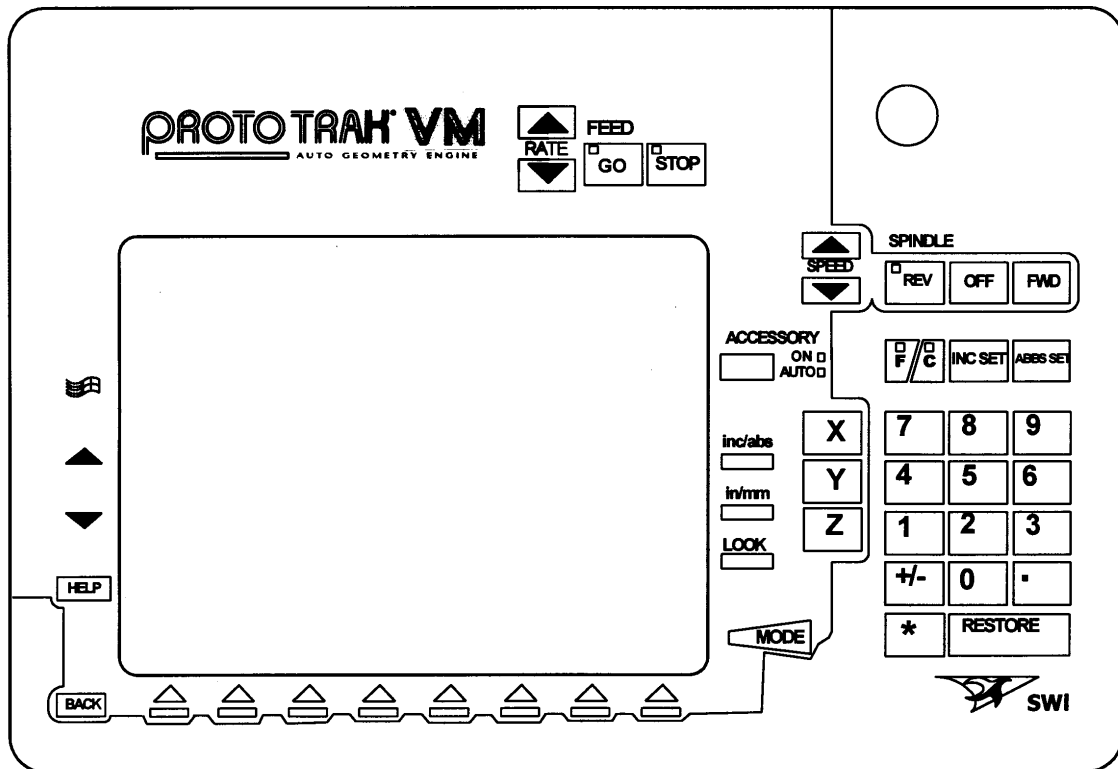 PROTO TRAK VM
AUTO GEOMETRY ENGINE
RATE
FEED
GO
STOP
SPEED
SPINDLE
REV
OFF
FWD
ACCESSORY
ON
AUTO
F/C
INC SET
ABBS SET
inc/abs
in/mm
LOOK
X
Y
Z
7 8 9
4 5 6
1 2 3
+/- 0 .
* RESTORE
HELP
MODE
BACK
SWI